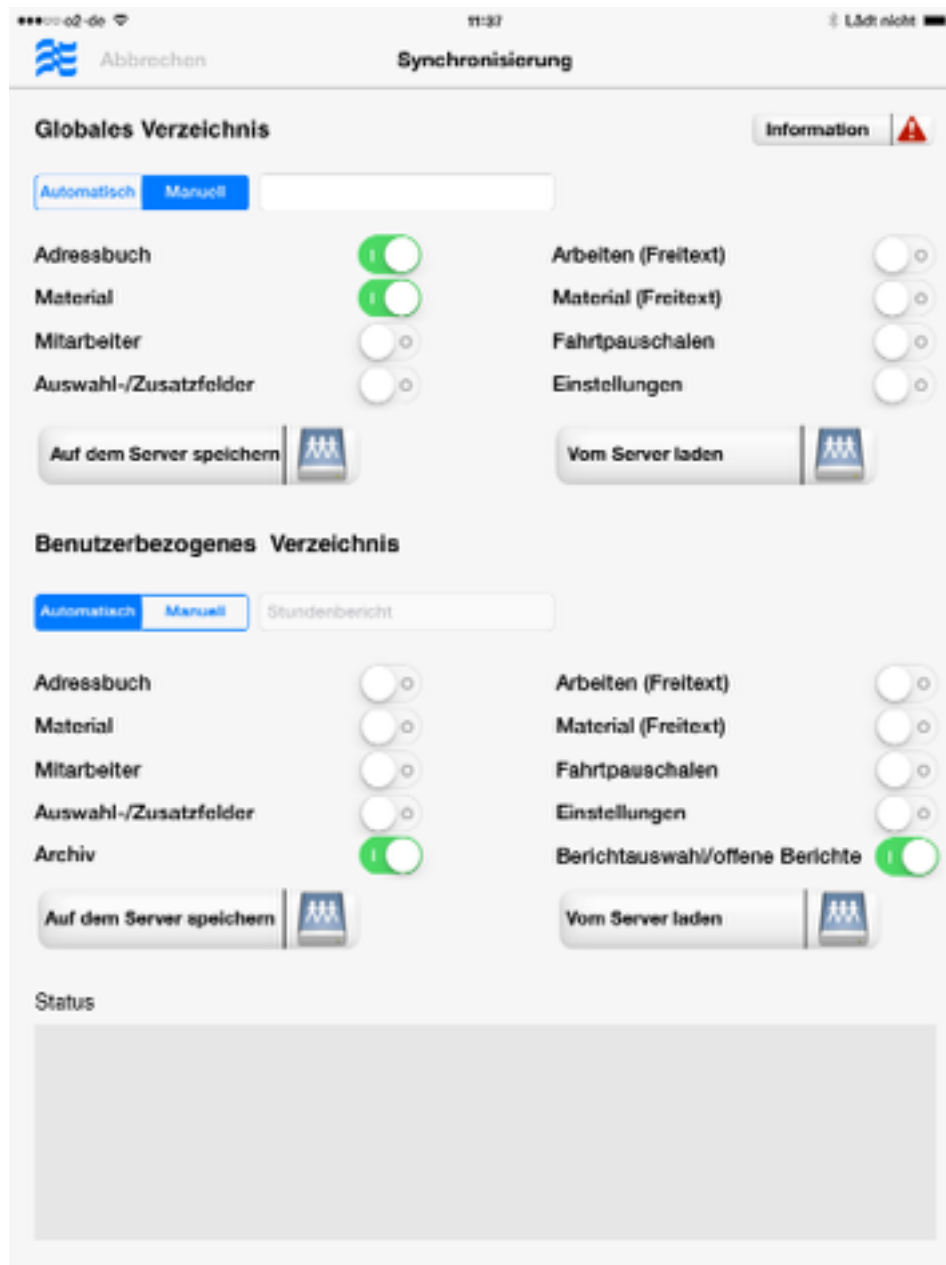 o2-de 11:37 Lädt nicht
Abbrechen Synchronisierung
Globales Verzeichnis Information
Automatisch Manuell
Adressbuch Arbeiten (Freitext)
Material Material (Freitext)
Mitarbeiter Fahrtpauschalen
Auswahl-/Zusatzfelder Einstellungen
Auf dem Server speichern Vom Server laden
Benutzerbezogenes Verzeichnis
Automatisch Manuell Stundenbericht
Adressbuch Arbeiten (Freitext)
Material Material (Freitext)
Mitarbeiter Fahrtpauschalen
Auswahl-/Zusatzfelder Einstellungen
Archiv Berichtauswahl/offene Berichte
Auf dem Server speichern Vom Server laden
Status